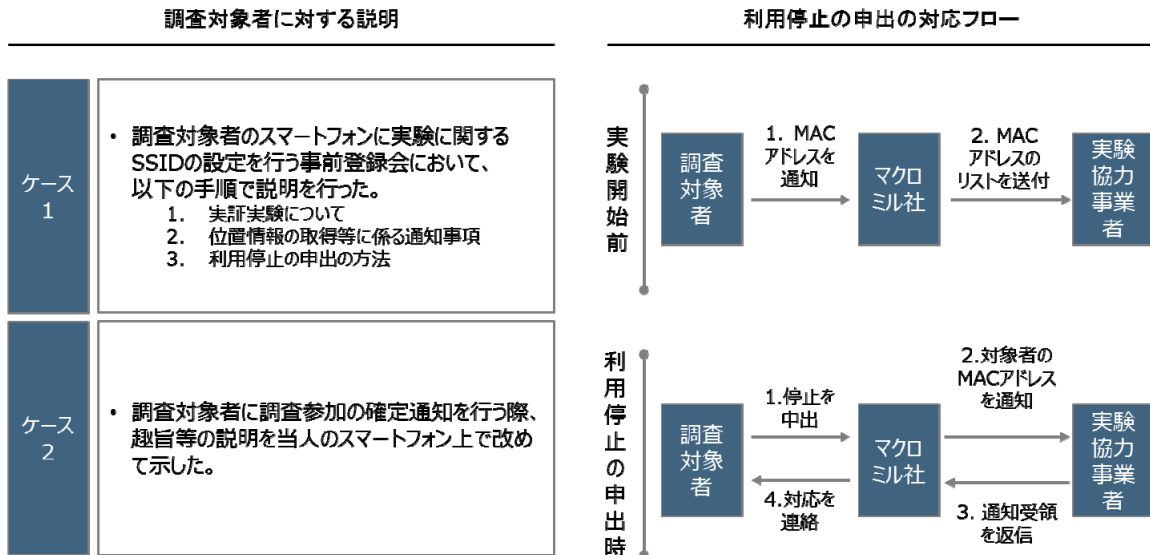 調査対象者に対する説明
ケース
1
• 調査対象者のスマートフォンに実験に関する
SSIDの設定を行う事前登録会において、
以下の手順で説明を行った。
1. 実証実験について
2. 位置情報の取得等に係る通知事項
3. 利用停止の申出の方法
ケース
2
• 調査対象者に調査参加の確定通知を行う際、
趣旨等の説明を当人のスマートフォン上で改め
て示した。
利用停止の申出の対応フロー
実験開始前
調査
対象
者
1. MAC
アドレスを
通知
マクロ
ミル社
2. MAC
アドレスの
リストを送付
実験
協力
事業
者
利用停止の申出時
調査
対象
者
1.停止を
申出
4.対応を
連絡
マクロ
ミル社
2.対象者の
MACアドレス
を通知
3. 通知受領
を返信
実験
協力
事業
者